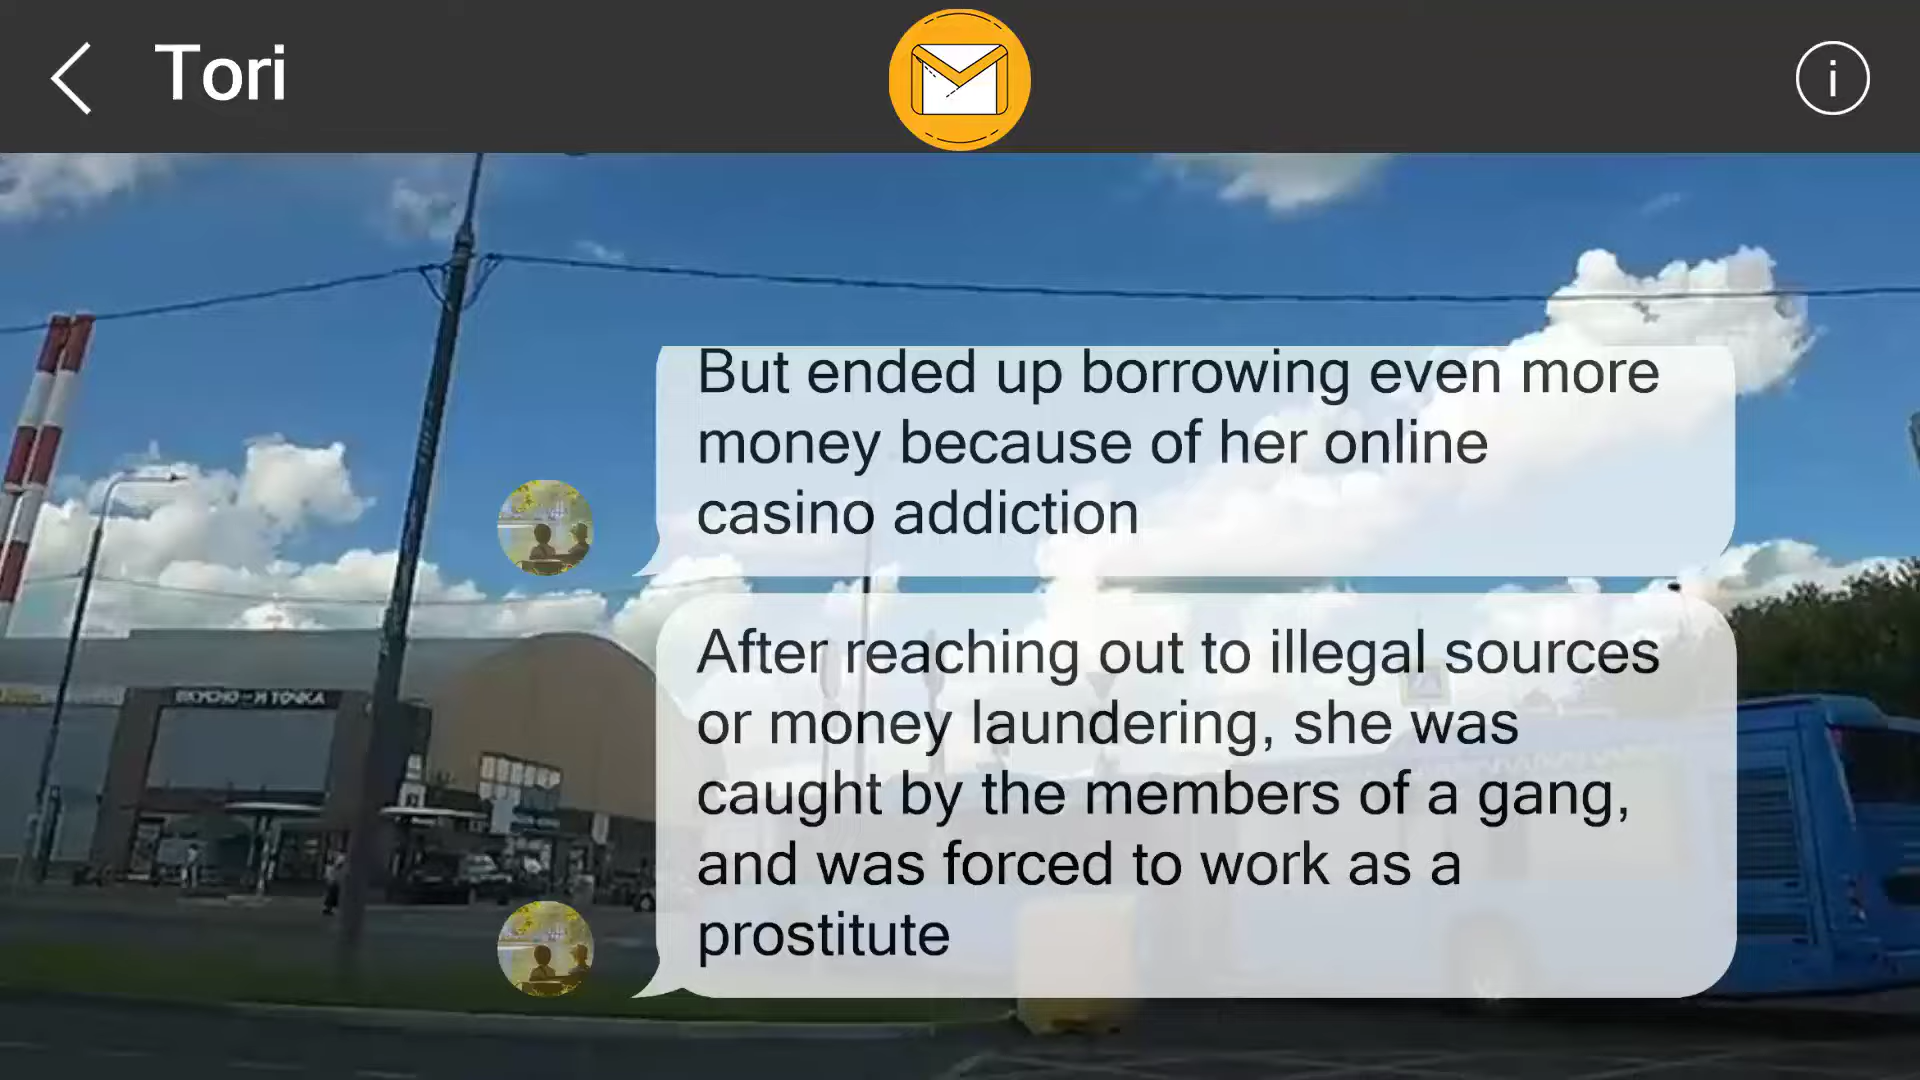 Tori
i
But ended up borrowing even more
money because of her online
casino addiction
After reaching out to illegal sources
or money laundering, she was
caught by the members of a gang,
and was forced to work as a
prostitute
ВКУСНО – И ТОЧКА